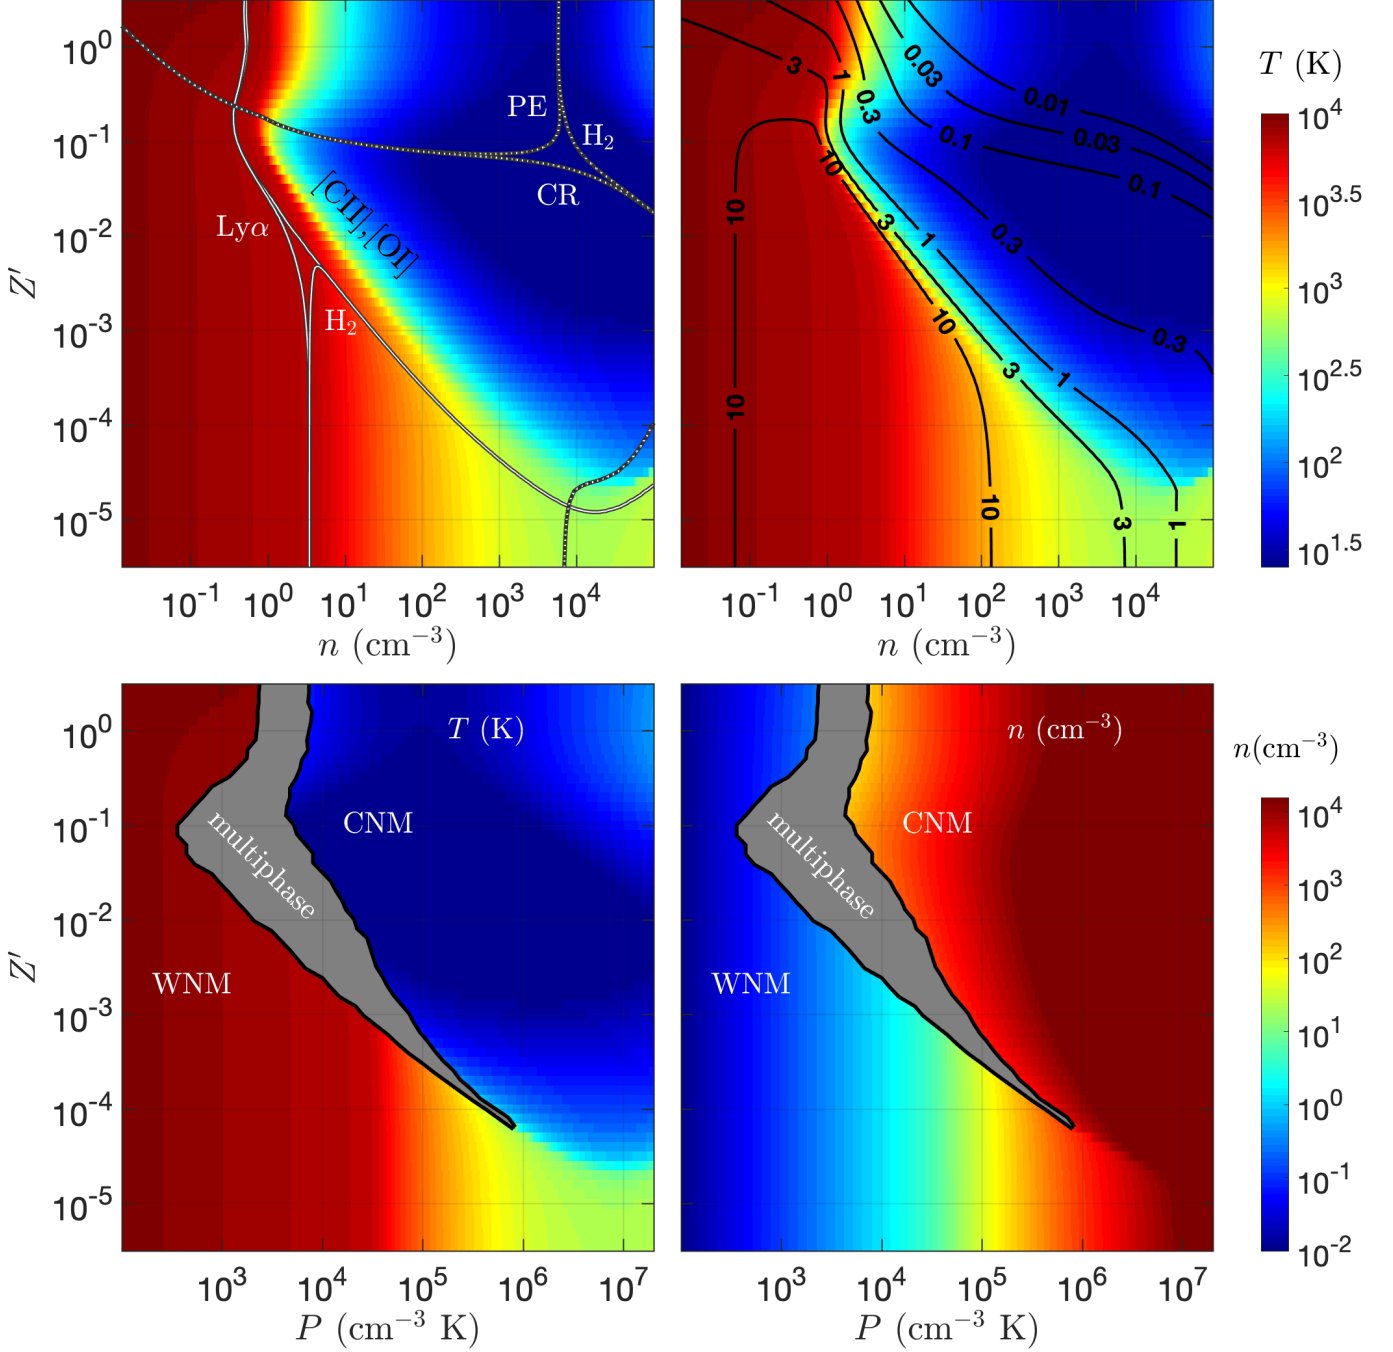 10^0
10^-1
10^-2
10^-3
10^-4
10^-5
Z′
PE
H₂
CR
[CII],[OI]
Lyα
H₂
10^-1 10^0 10^1 10^2 10^3 10^4
n (cm^−3)
3
1
0.3
0.03
0.01
0.03
0.1
0.1
10
10
3
1
0.3
0.3
10
10
3
1
10
3
1
10^-1 10^0 10^1 10^2 10^3 10^4
n (cm^−3)
T (K)
10^4
10^3.5
10^3
10^2.5
10^2
10^1.5
10^0
10^-1
10^-2
10^-3
10^-4
10^-5
Z′
T (K)
CNM
multiphase
WNM
10^3 10^4 10^5 10^6 10^7
P (cm^−3 K)
n (cm^−3)
CNM
multiphase
WNM
10^3 10^4 10^5 10^6 10^7
P (cm^−3 K)
n(cm^−3)
10^4
10^3
10^2
10^1
10^0
10^-1
10^-2